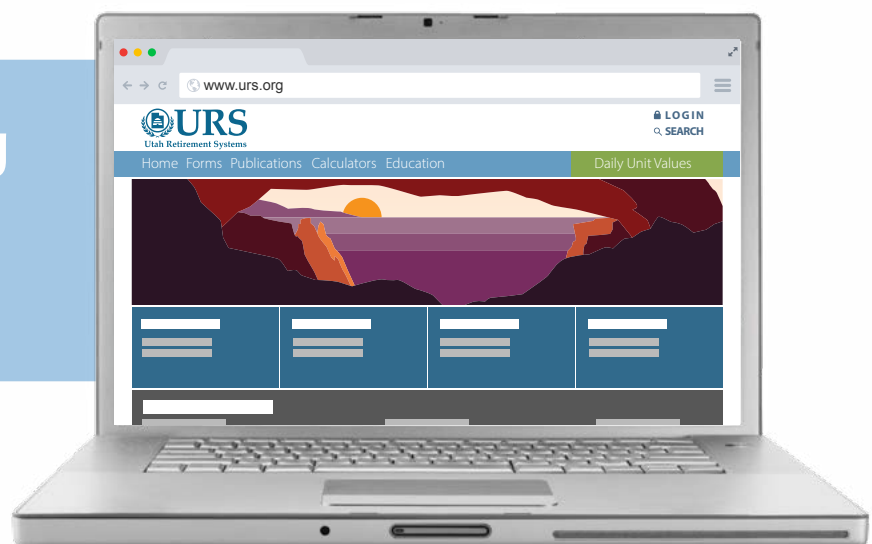 www.urs.org
URS
Utah Retirement Systems
LOGIN
SEARCH
Home Forms Publications Calculators Education
Daily Unit Values